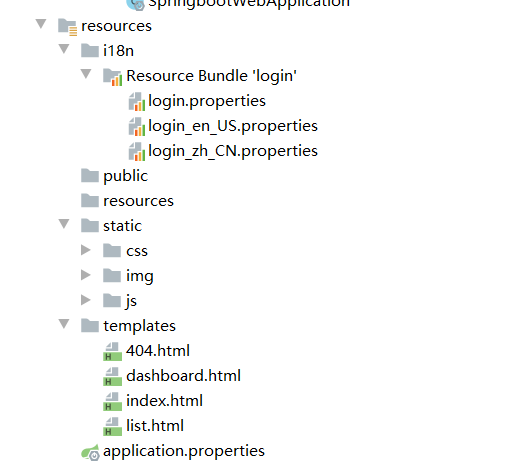 SpringbootWebApplication
resources
i18n
Resource Bundle 'login'
login.properties
login_en_US.properties
login_zh_CN.properties
public
resources
static
css
img
js
templates
404.html
dashboard.html
index.html
list.html
application.properties